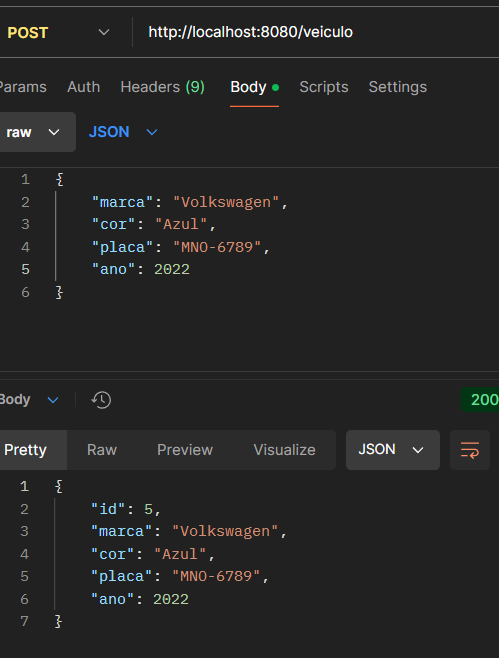 POST http://localhost:8080/veiculo
Params Auth Headers (9) Body Scripts Settings
raw JSON
1 {
2 "marca": "Volkswagen",
3 "cor": "Azul",
4 "placa": "MNO-6789",
5 "ano": 2022
6 }
Body 200
Pretty Raw Preview Visualize JSON
1 {
2 "id": 5,
3 "marca": "Volkswagen",
4 "cor": "Azul",
5 "placa": "MNO-6789",
6 "ano": 2022
7 }